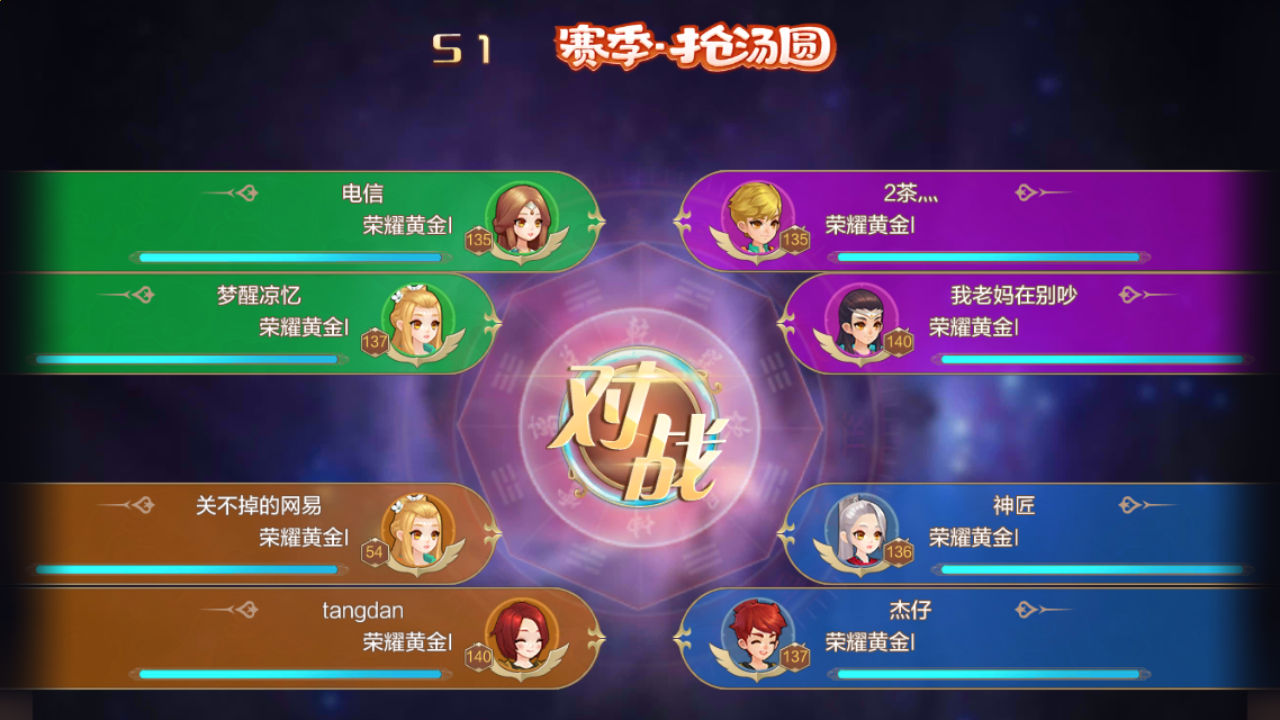 S1 赛季·抢汤圆
电信
荣耀黄金I
135
2茶灬
荣耀黄金I
135
梦醒凉忆
荣耀黄金I
137
我老妈在别吵
荣耀黄金I
140
对战
关不掉的网易
荣耀黄金I
54
神匠
荣耀黄金I
136
tangdan
荣耀黄金I
140
杰仔
荣耀黄金I
137